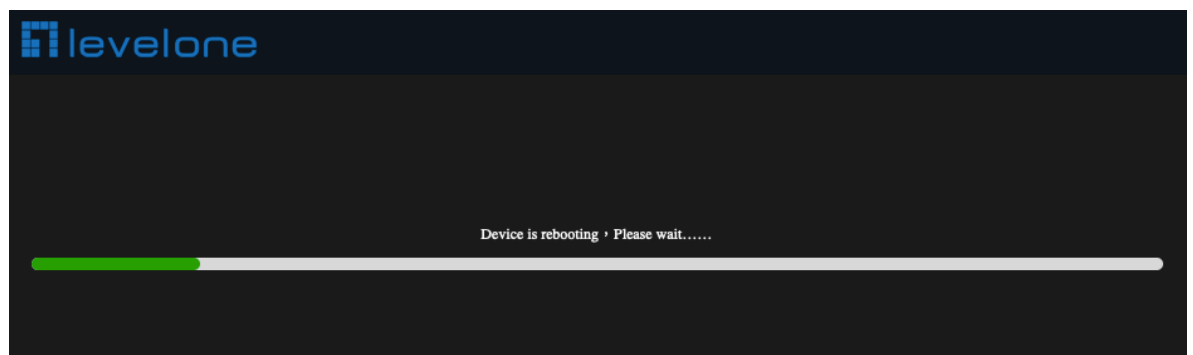 levelone
Device is rebooting，Please wait......